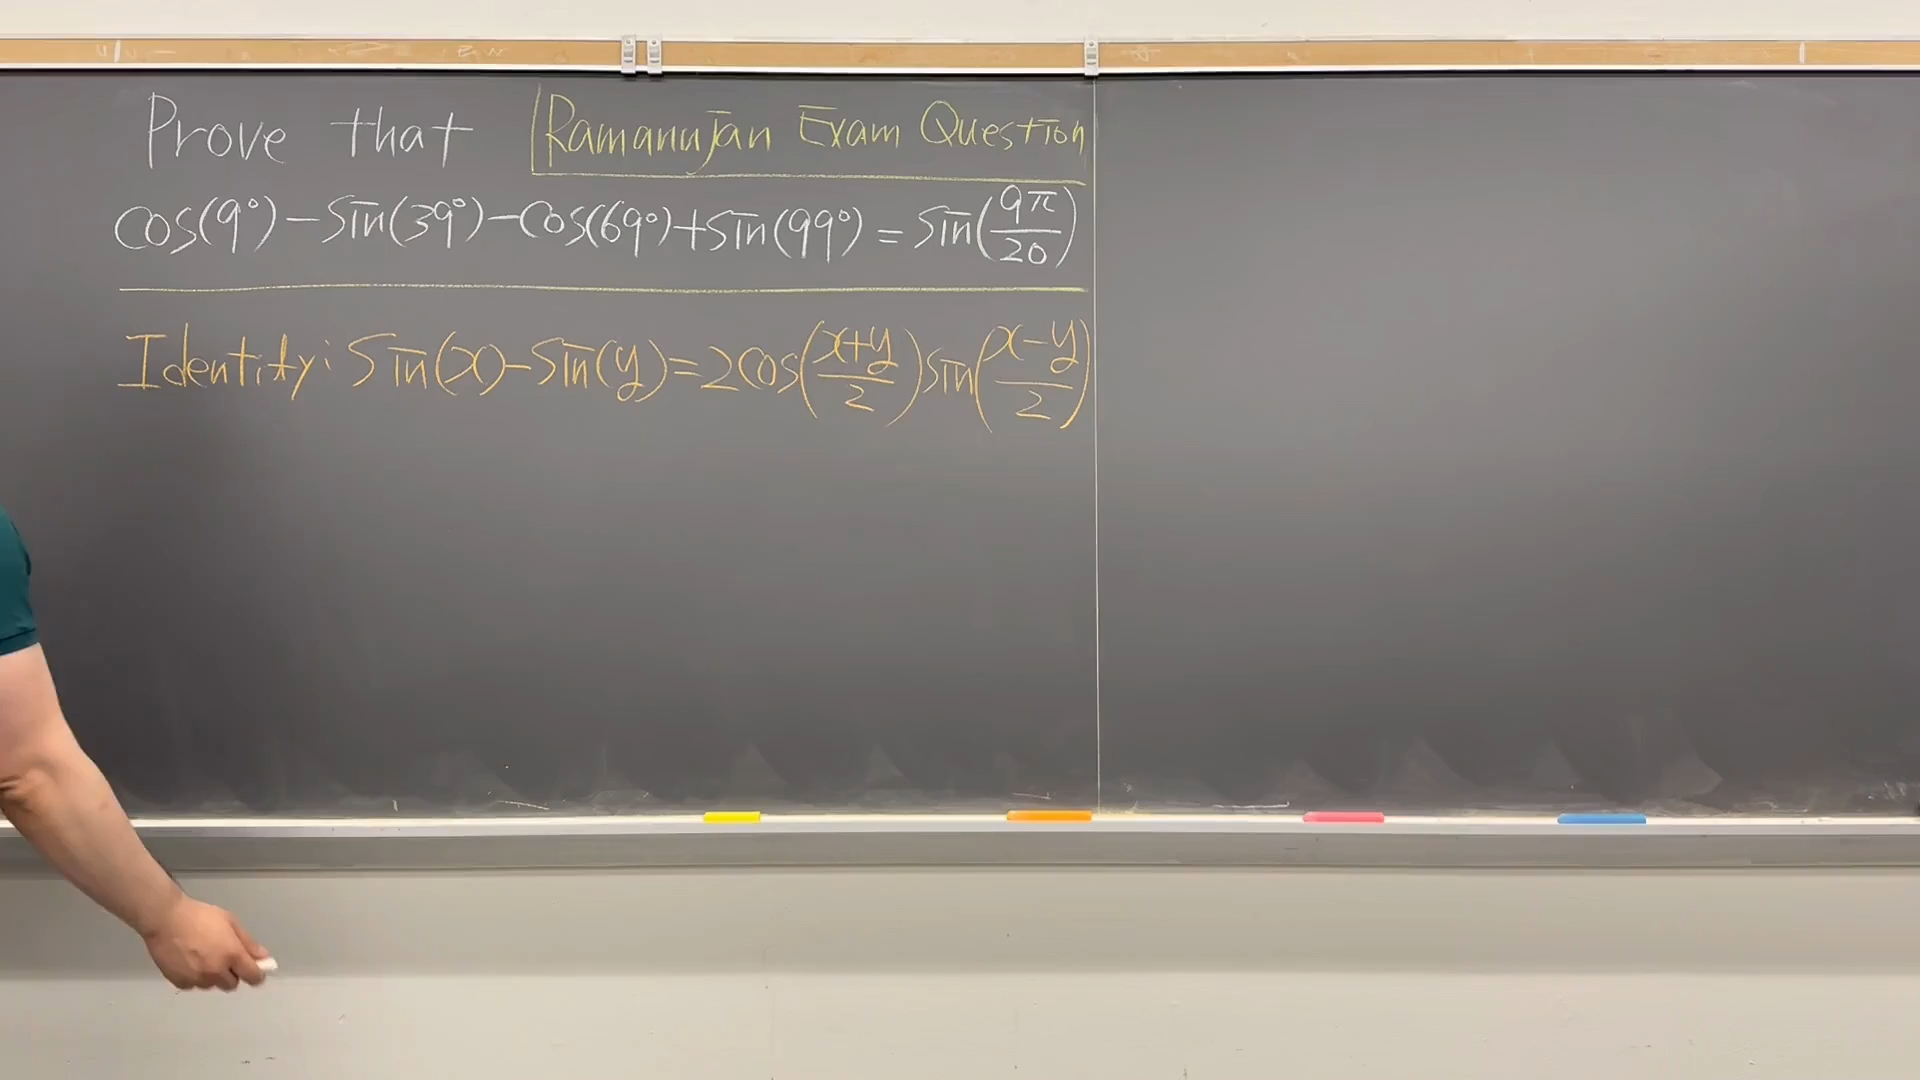 Prove that Ramanujan Exam Question
cos(9°)-sin(39°)-cos(69°)+sin(99°)=sin(9π/20)
Identity: sin(x)-sin(y)=2cos((x+y)/2)sin((x-y)/2)